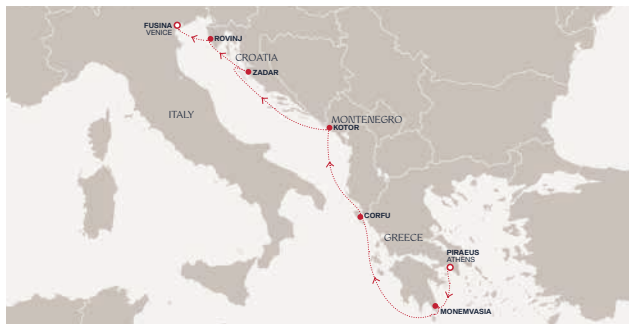 FUSINA
VENICE
ROVINJ
CROATIA
ZADAR
ITALY
MONTENEGRO
KOTOR
CORFU
GREECE
PIRAEUS
ATHENS
MONEMVASIA